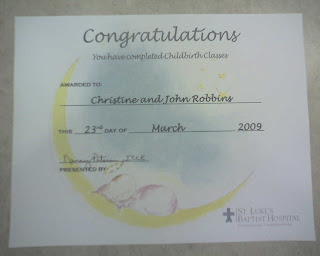 Congratulations
You have completed Childbirth Classes
AWARDED TO:
Christine and John Robbins
THIS 23rd DAY OF March 2009
PRESENTED BY:
ST. LUKE'S
BAPTIST HOSPITAL